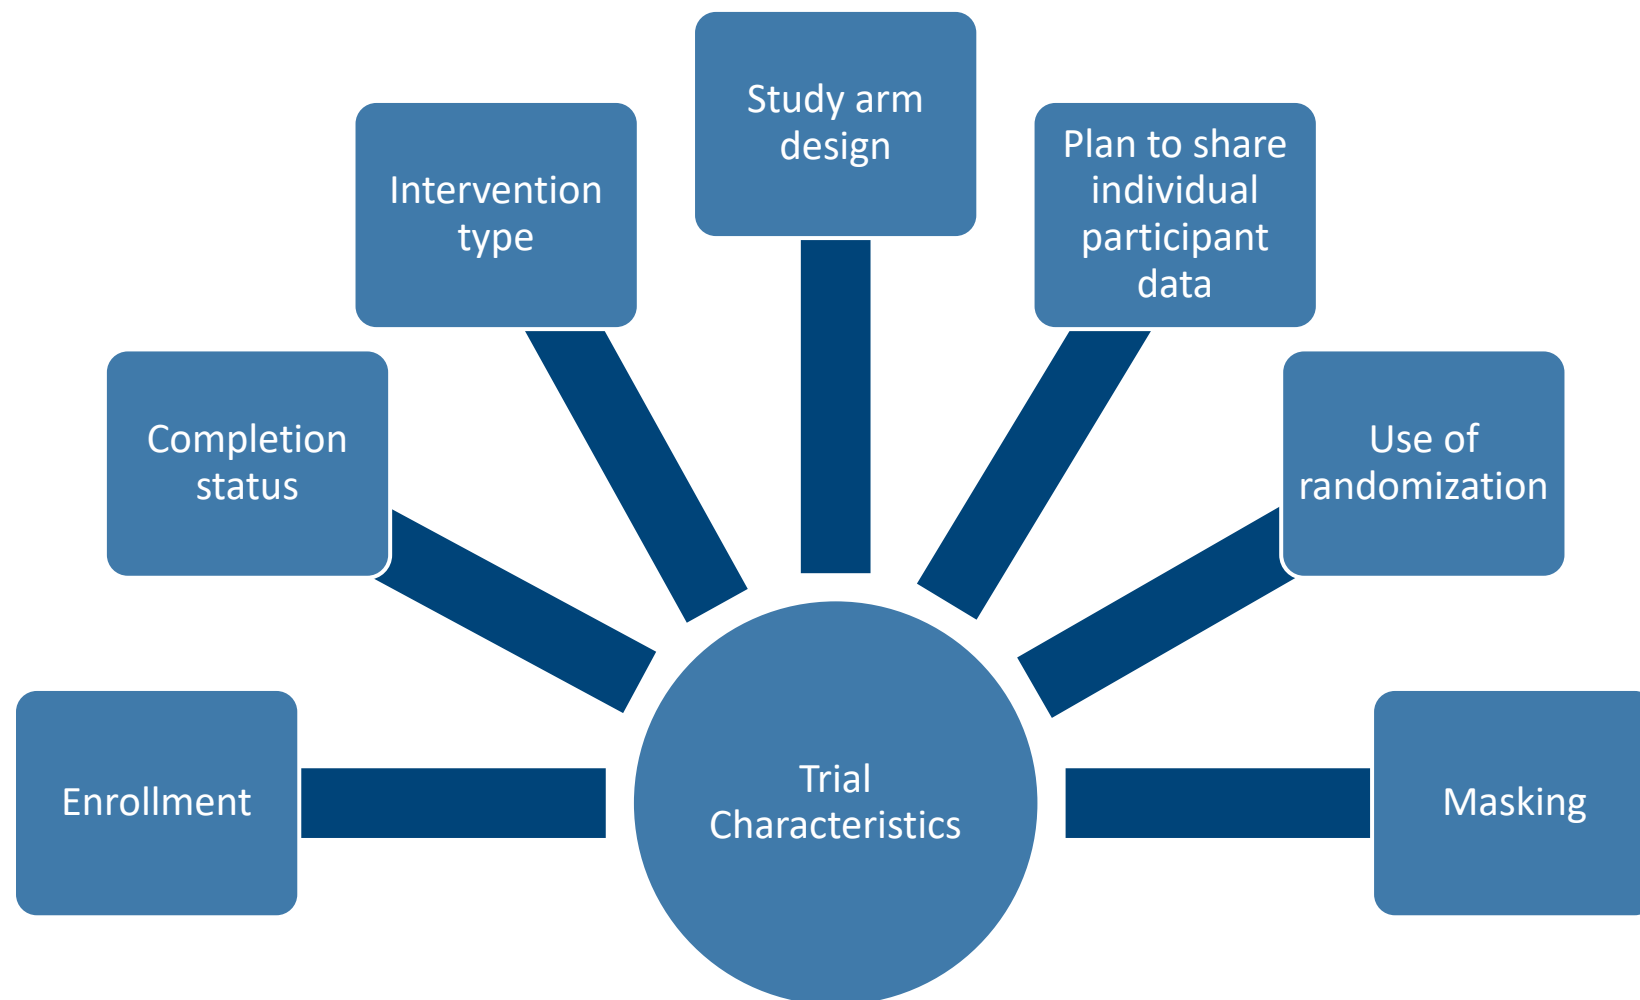 Study arm
design
Intervention
type
Plan to share
individual
participant
data
Completion
status
Use of
randomization
Enrollment
Trial
Characteristics
Masking